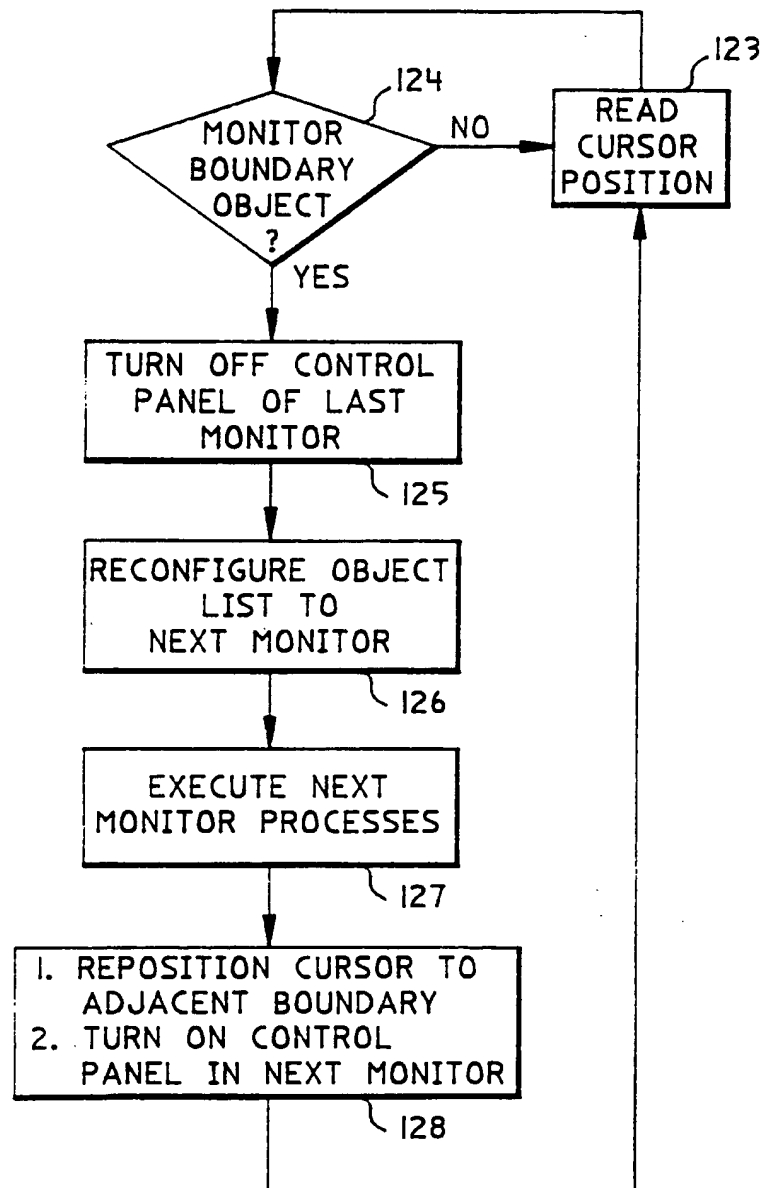 123
READ
CURSOR
POSITION
124
MONITOR
BOUNDARY
OBJECT
?
NO
YES
TURN OFF CONTROL
PANEL OF LAST
MONITOR
125
RECONFIGURE OBJECT
LIST TO
NEXT MONITOR
126
EXECUTE NEXT
MONITOR PROCESSES
127
1. REPOSITION CURSOR TO
ADJACENT BOUNDARY
2. TURN ON CONTROL
PANEL IN NEXT MONITOR
128